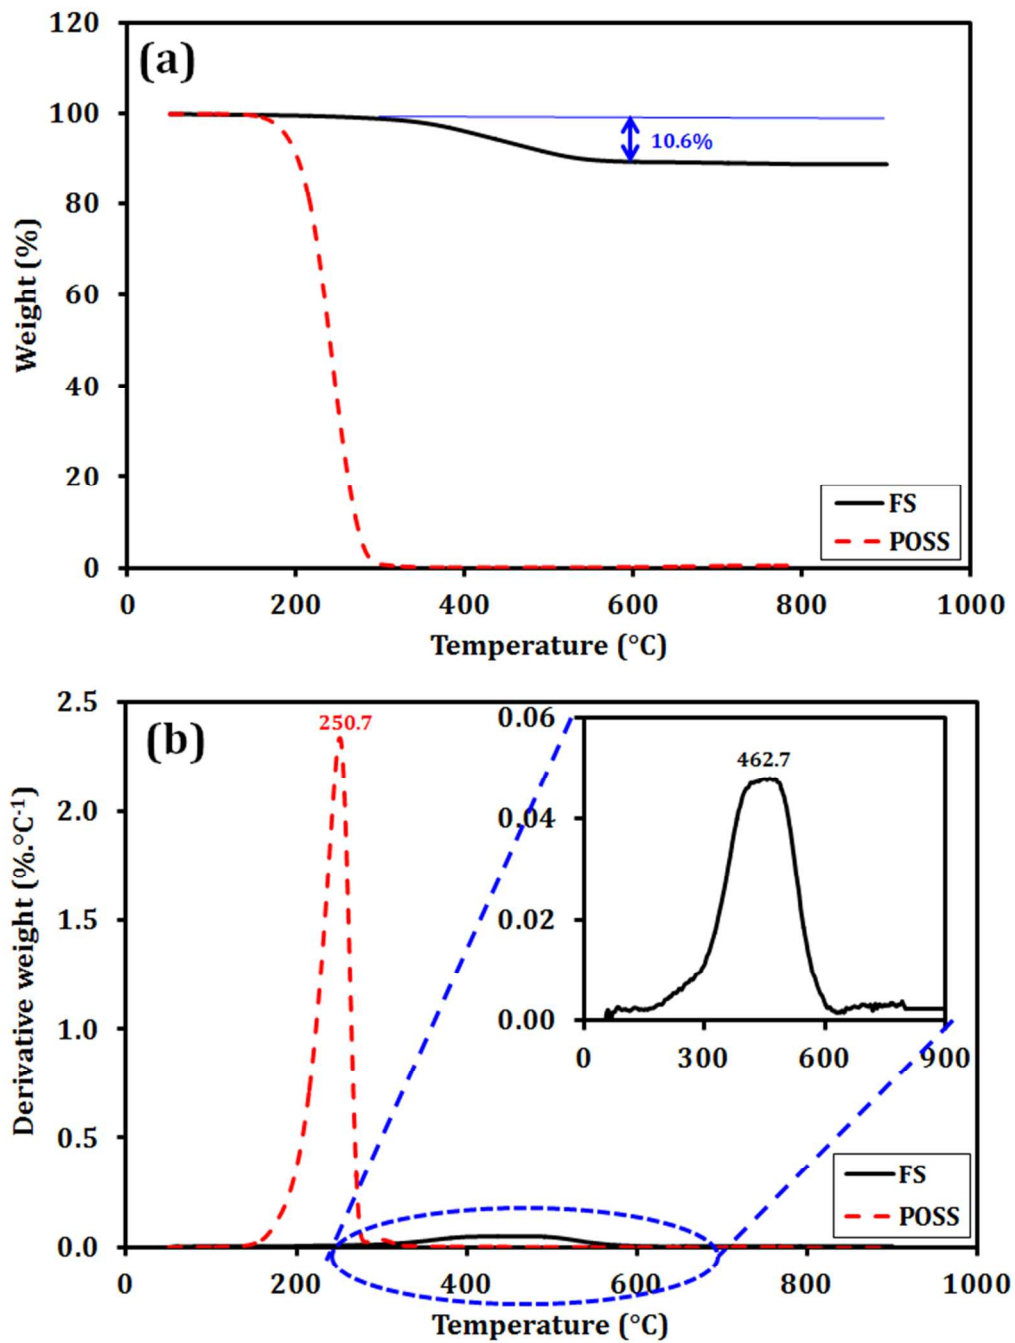 (a)
120
100
80
60
40
20
0
Weight (%)
10.6%
FS
POSS
0 200 400 600 800 1000
Temperature (°C)
(b)
2.5
2.0
1.5
1.0
0.5
0.0
Derivative weight (%.°C-1)
250.7
0.06
0.04
0.02
0.00
462.7
0 300 600 900
FS
POSS
0 200 400 600 800 1000
Temperature (°C)